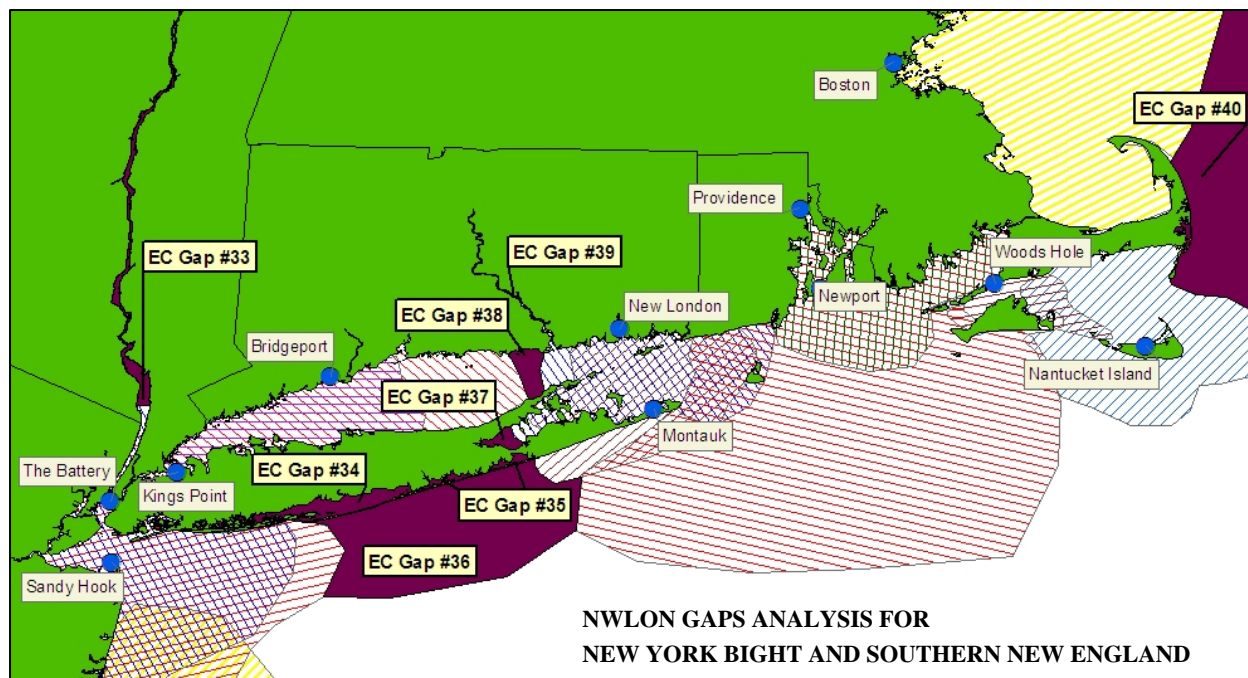 Boston
EC Gap #40
Providence
EC Gap #33
EC Gap #39
Woods Hole
New London
Newport
EC Gap #38
Bridgeport
Nantucket Island
EC Gap #37
Montauk
The Battery
EC Gap #34
Kings Point
EC Gap #35
EC Gap #36
Sandy Hook
NWLON GAPS ANALYSIS FOR
NEW YORK BIGHT AND SOUTHERN NEW ENGLAND